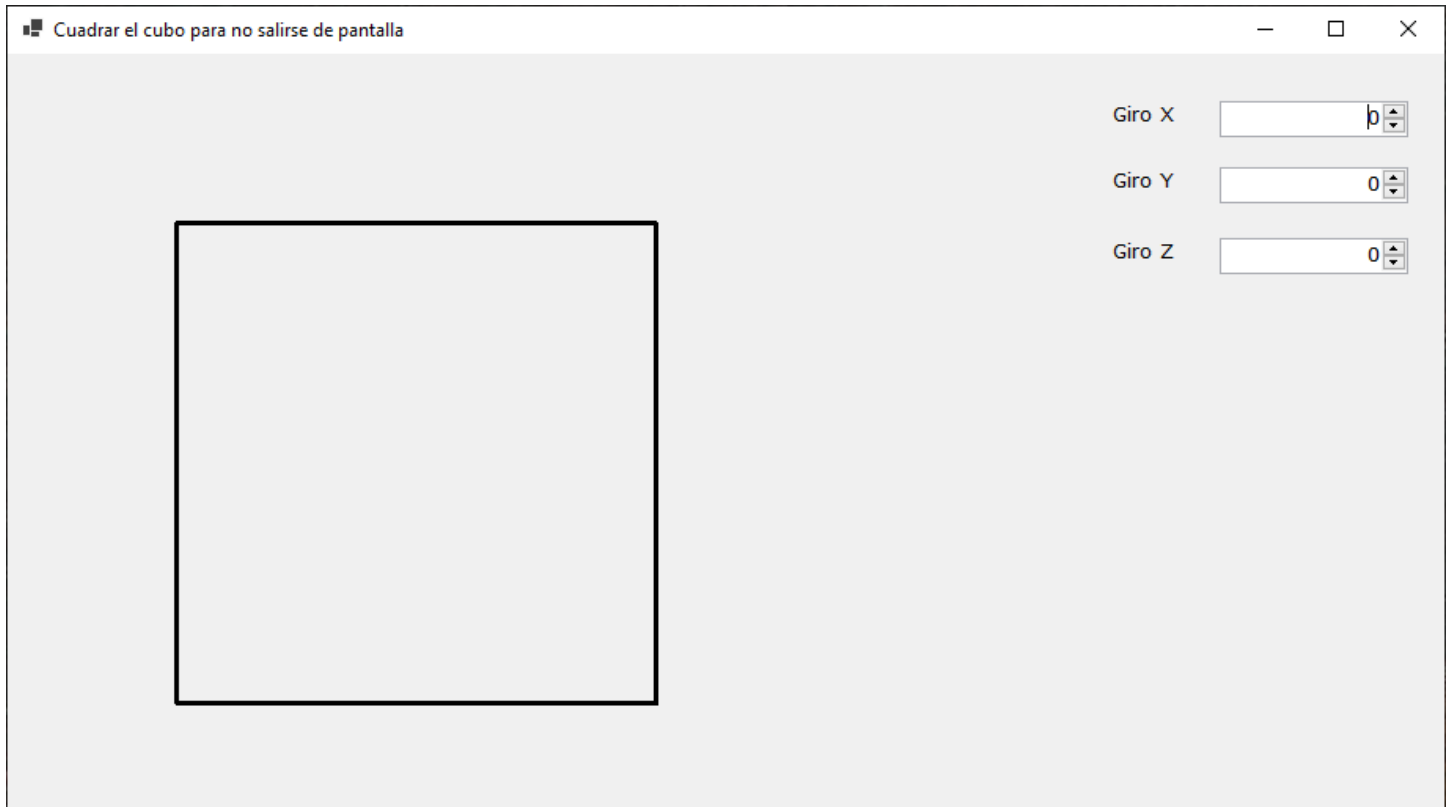 Cuadrar el cubo para no salirse de pantalla
Giro X 0
Giro Y 0
Giro Z 0